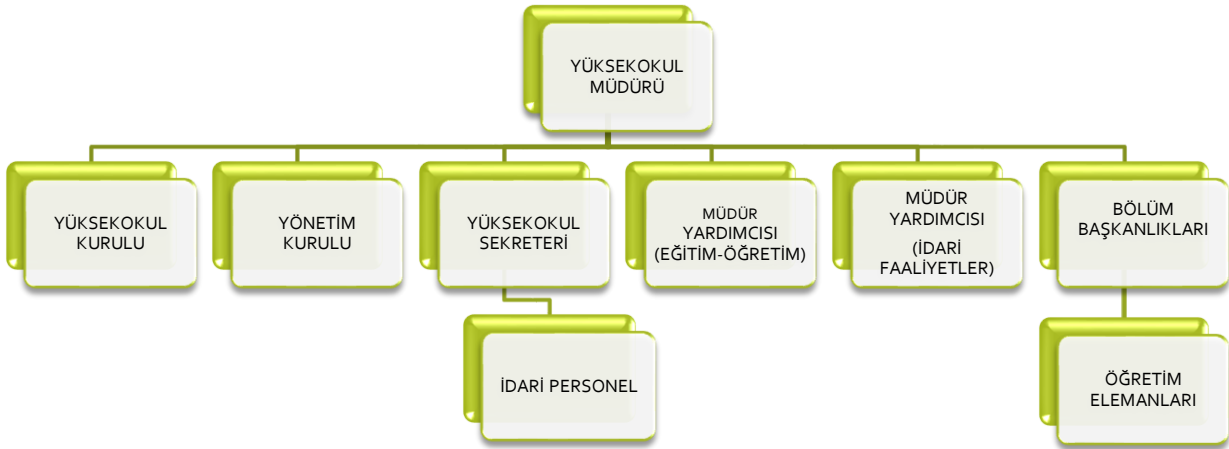 YÜKSEKOKUL
MÜDÜRÜ
YÜKSEKOKUL
KURULU
YÖNETİM
KURULU
YÜKSEKOKUL
SEKRETERİ
MÜDÜR
YARDIMCISI
(EĞİTİM-ÖĞRETİM)
MÜDÜR
YARDIMCISI
(İDARİ
FAALİYETLER)
BÖLÜM
BAŞKANLIKLARI
İDARİ PERSONEL
ÖĞRETİM
ELEMANLARI